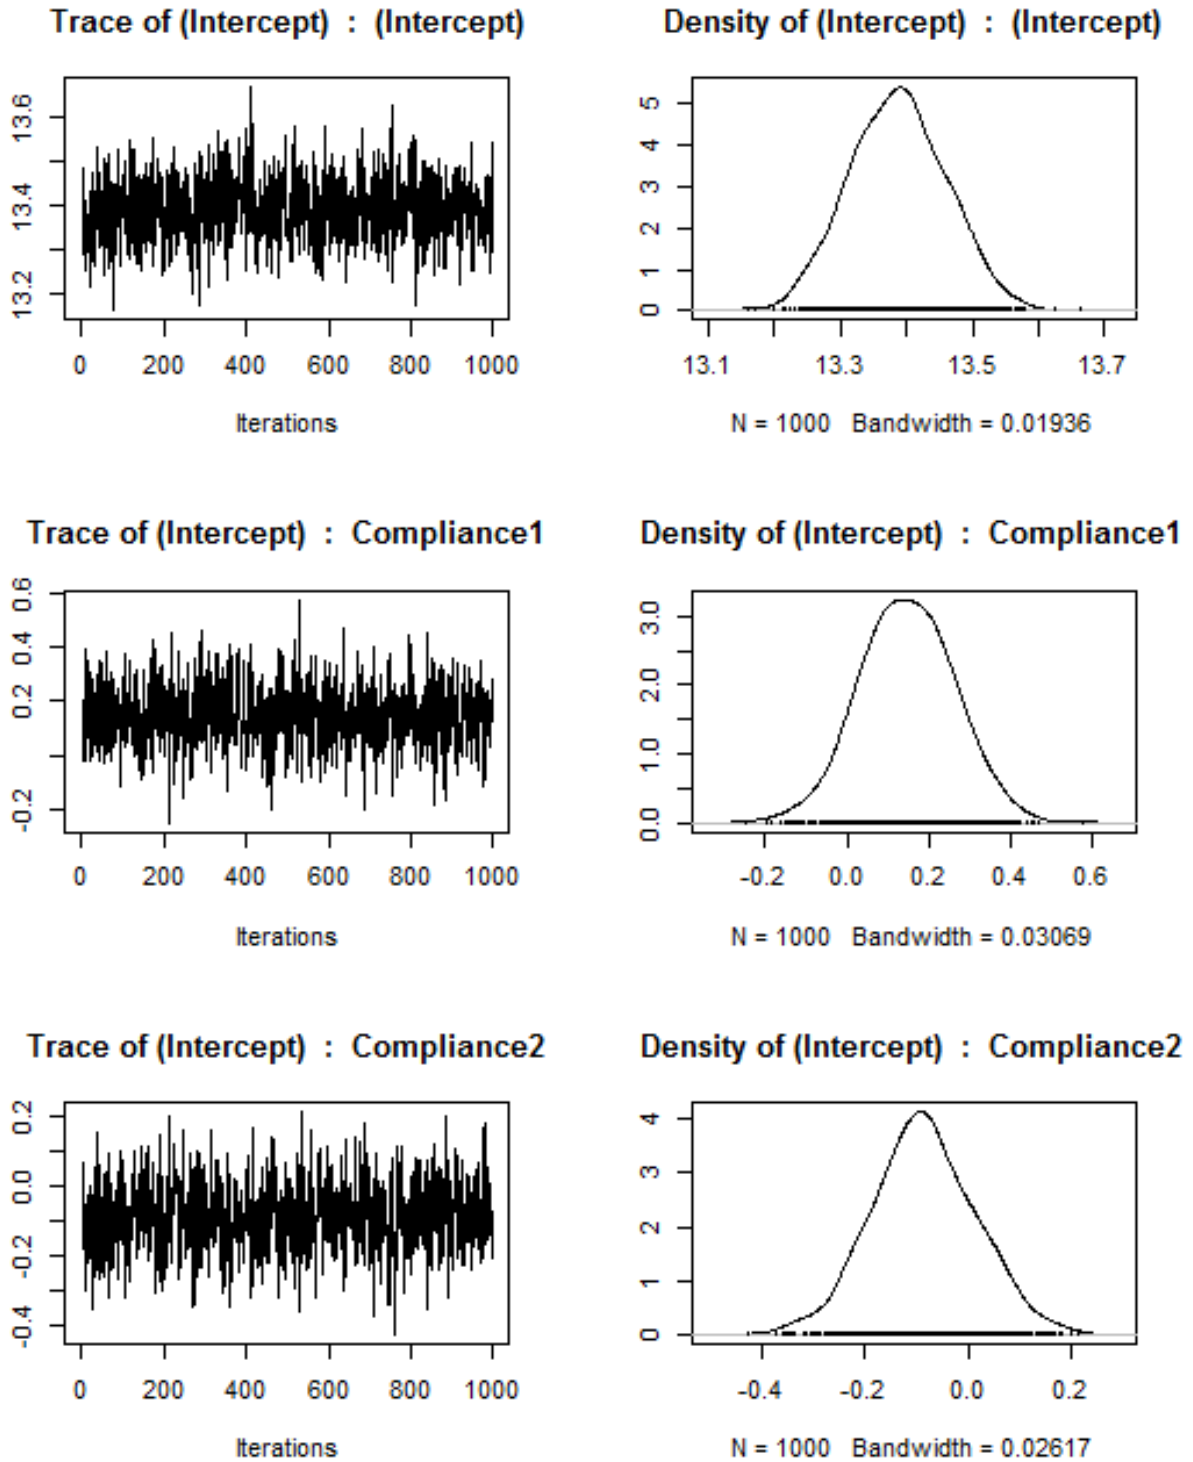 Trace of (Intercept) : (Intercept)
Density of (Intercept) : (Intercept)
13.6
13.4
13.2
0 200 400 600 800 1000
Iterations
5
4
3
2
1
0
13.1 13.3 13.5 13.7
N = 1000 Bandwidth = 0.01936
Trace of (Intercept) : Compliance1
Density of (Intercept) : Compliance1
0.6
0.4
0.2
-0.2
0 200 400 600 800 1000
Iterations
3.0
2.0
1.0
0.0
-0.2 0.0 0.2 0.4 0.6
N = 1000 Bandwidth = 0.03069
Trace of (Intercept) : Compliance2
Density of (Intercept) : Compliance2
0.2
0.0
-0.2
-0.4
0 200 400 600 800 1000
Iterations
4
3
2
1
0
-0.4 -0.2 0.0 0.2
N = 1000 Bandwidth = 0.02617